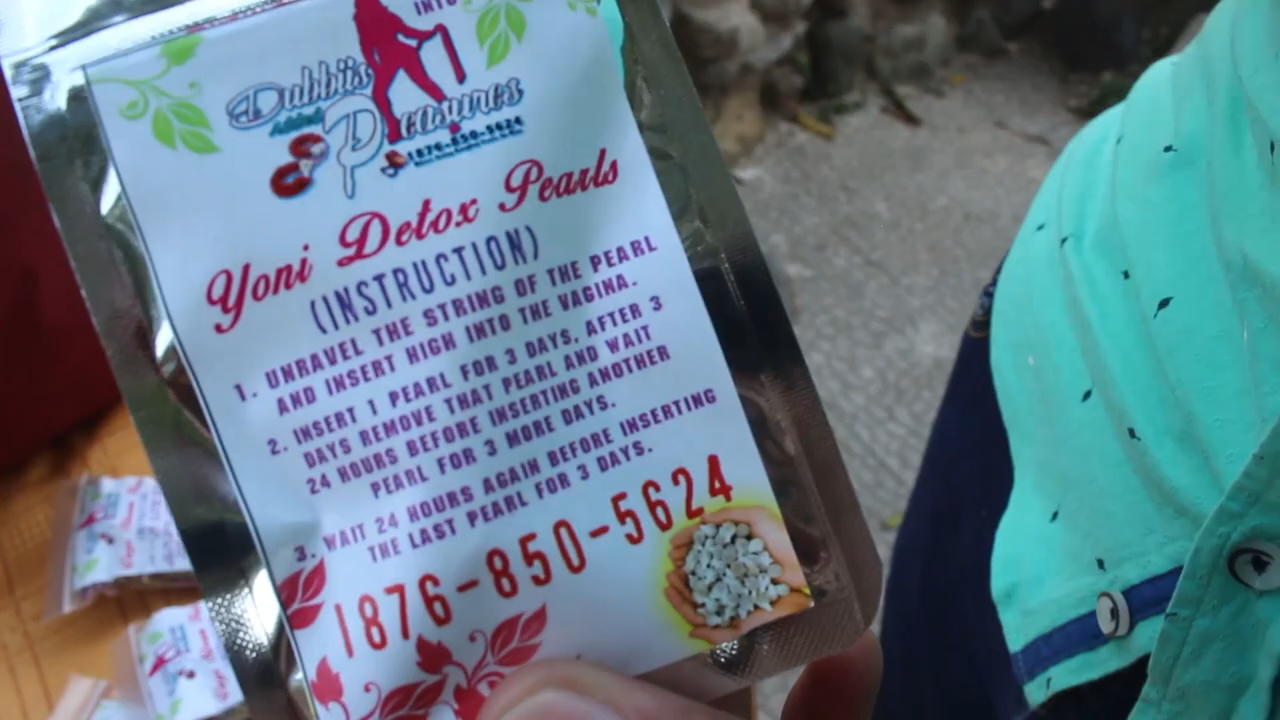 INTO
Dubbiis
Pleasures
1876-850-5624
Yoni Detox Pearls
(INSTRUCTION)
1. UNRAVEL THE STRING OF THE PEARL
AND INSERT HIGH INTO THE VAGINA.
2. INSERT 1 PEARL FOR 3 DAYS, AFTER 3
DAYS REMOVE THAT PEARL AND WAIT
24 HOURS BEFORE INSERTING ANOTHER
PEARL FOR 3 MORE DAYS.
3. WAIT 24 HOURS AGAIN BEFORE INSERTING
THE LAST PEARL FOR 3 DAYS.
1876-850-5624